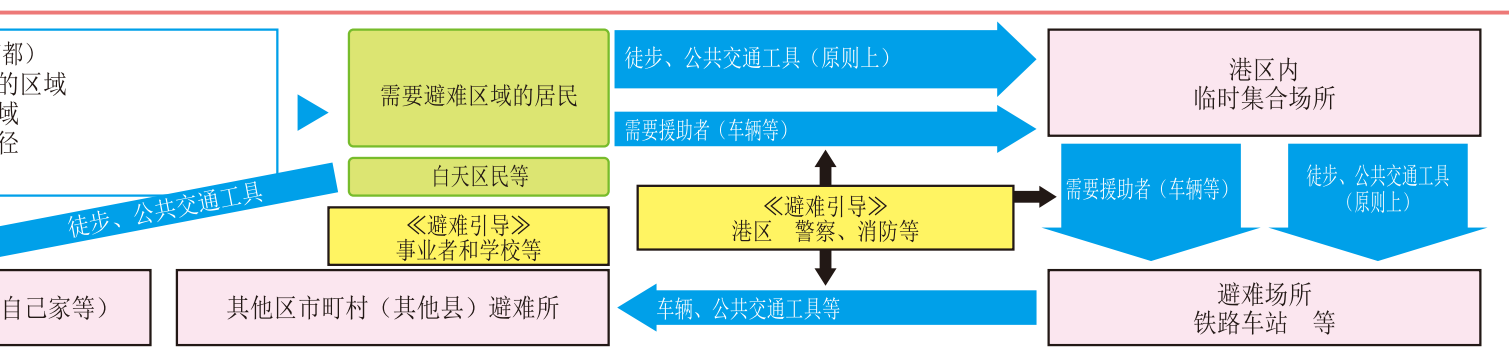 都）
的区域
域
径
需要避难区域的居民
白天区民等
徒步、公共交通工具（原则上）
需要援助者（车辆等）
港区内
临时集合场所
徒步、公共交通工具
≪避难引导≫
事业者和学校等
≪避难引导≫
港区　警察、消防等
需要援助者（车辆等）
徒步、公共交通工具
（原则上）
自己家等）
其他区市町村（其他县）避难所
车辆、公共交通工具等
避难场所
铁路车站　等